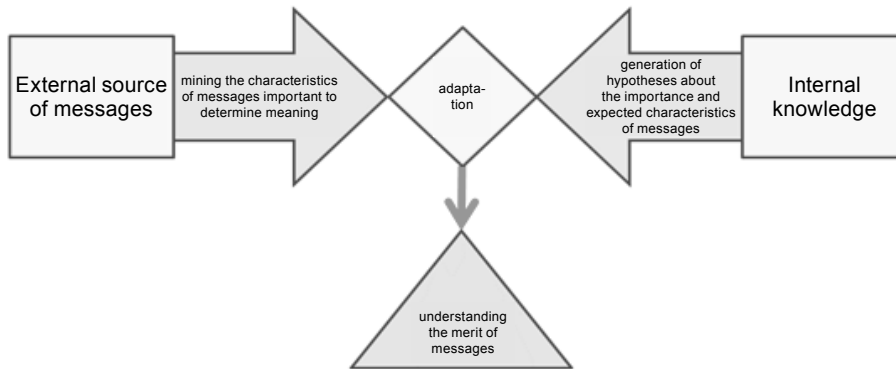 External source
of messages
mining the characteristics
of messages important to
determine meaning
adapta-
tion
generation of
hypotheses about
the importance and
expected characteristics
of messages
Internal
knowledge
understanding
the merit of
messages